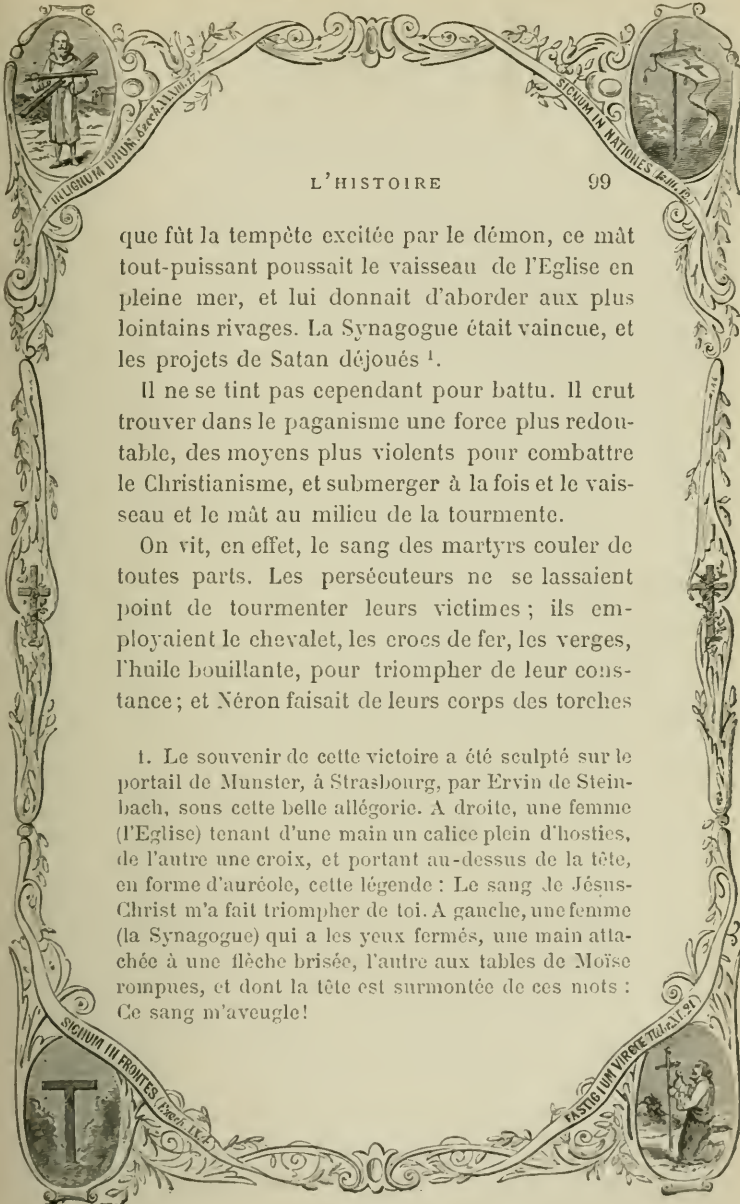 IN LIGNUM UNUM. Ezech. XXXVII. 17.
SIGNUM IN NATIONES
L'HISTOIRE 99
que fût la tempête excitée par le démon, ce mât
tout-puissant poussait le vaisseau de l'Eglise en
pleine mer, et lui donnait d'aborder aux plus
lointains rivages. La Synagogue était vaincue, et
les projets de Satan déjoués ¹.
Il ne se tint pas cependant pour battu. Il crut
trouver dans le paganisme une force plus redou-
table, des moyens plus violents pour combattre
le Christianisme, et submerger à la fois et le vais-
seau et le mât au milieu de la tourmente.
On vit, en effet, le sang des martyrs couler de
toutes parts. Les persécuteurs ne se lassaient
point de tourmenter leurs victimes ; ils em-
ployaient le chevalet, les crocs de fer, les verges,
l'huile bouillante, pour triompher de leur cons-
tance ; et Néron faisait de leurs corps des torches
1. Le souvenir de cette victoire a été sculpté sur le
portail de Munster, à Strasbourg, par Ervin de Stein-
bach, sous cette belle allégorie. A droite, une femme
(l'Eglise) tenant d'une main un calice plein d'hosties,
de l'autre une croix, et portant au-dessus de la tête,
en forme d'auréole, cette légende : Le sang de Jésus-
Christ m'a fait triompher de toi. A gauche, une femme
(la Synagogue) qui a les yeux fermés, une main atta-
chée à une flèche brisée, l'autre aux tables de Moïse
rompues, et dont la tête est surmontée de ces mots :
Ce sang m'aveugle!
SIGNUM IN FRONTES
FASTIGIUM VIRGÆ
T